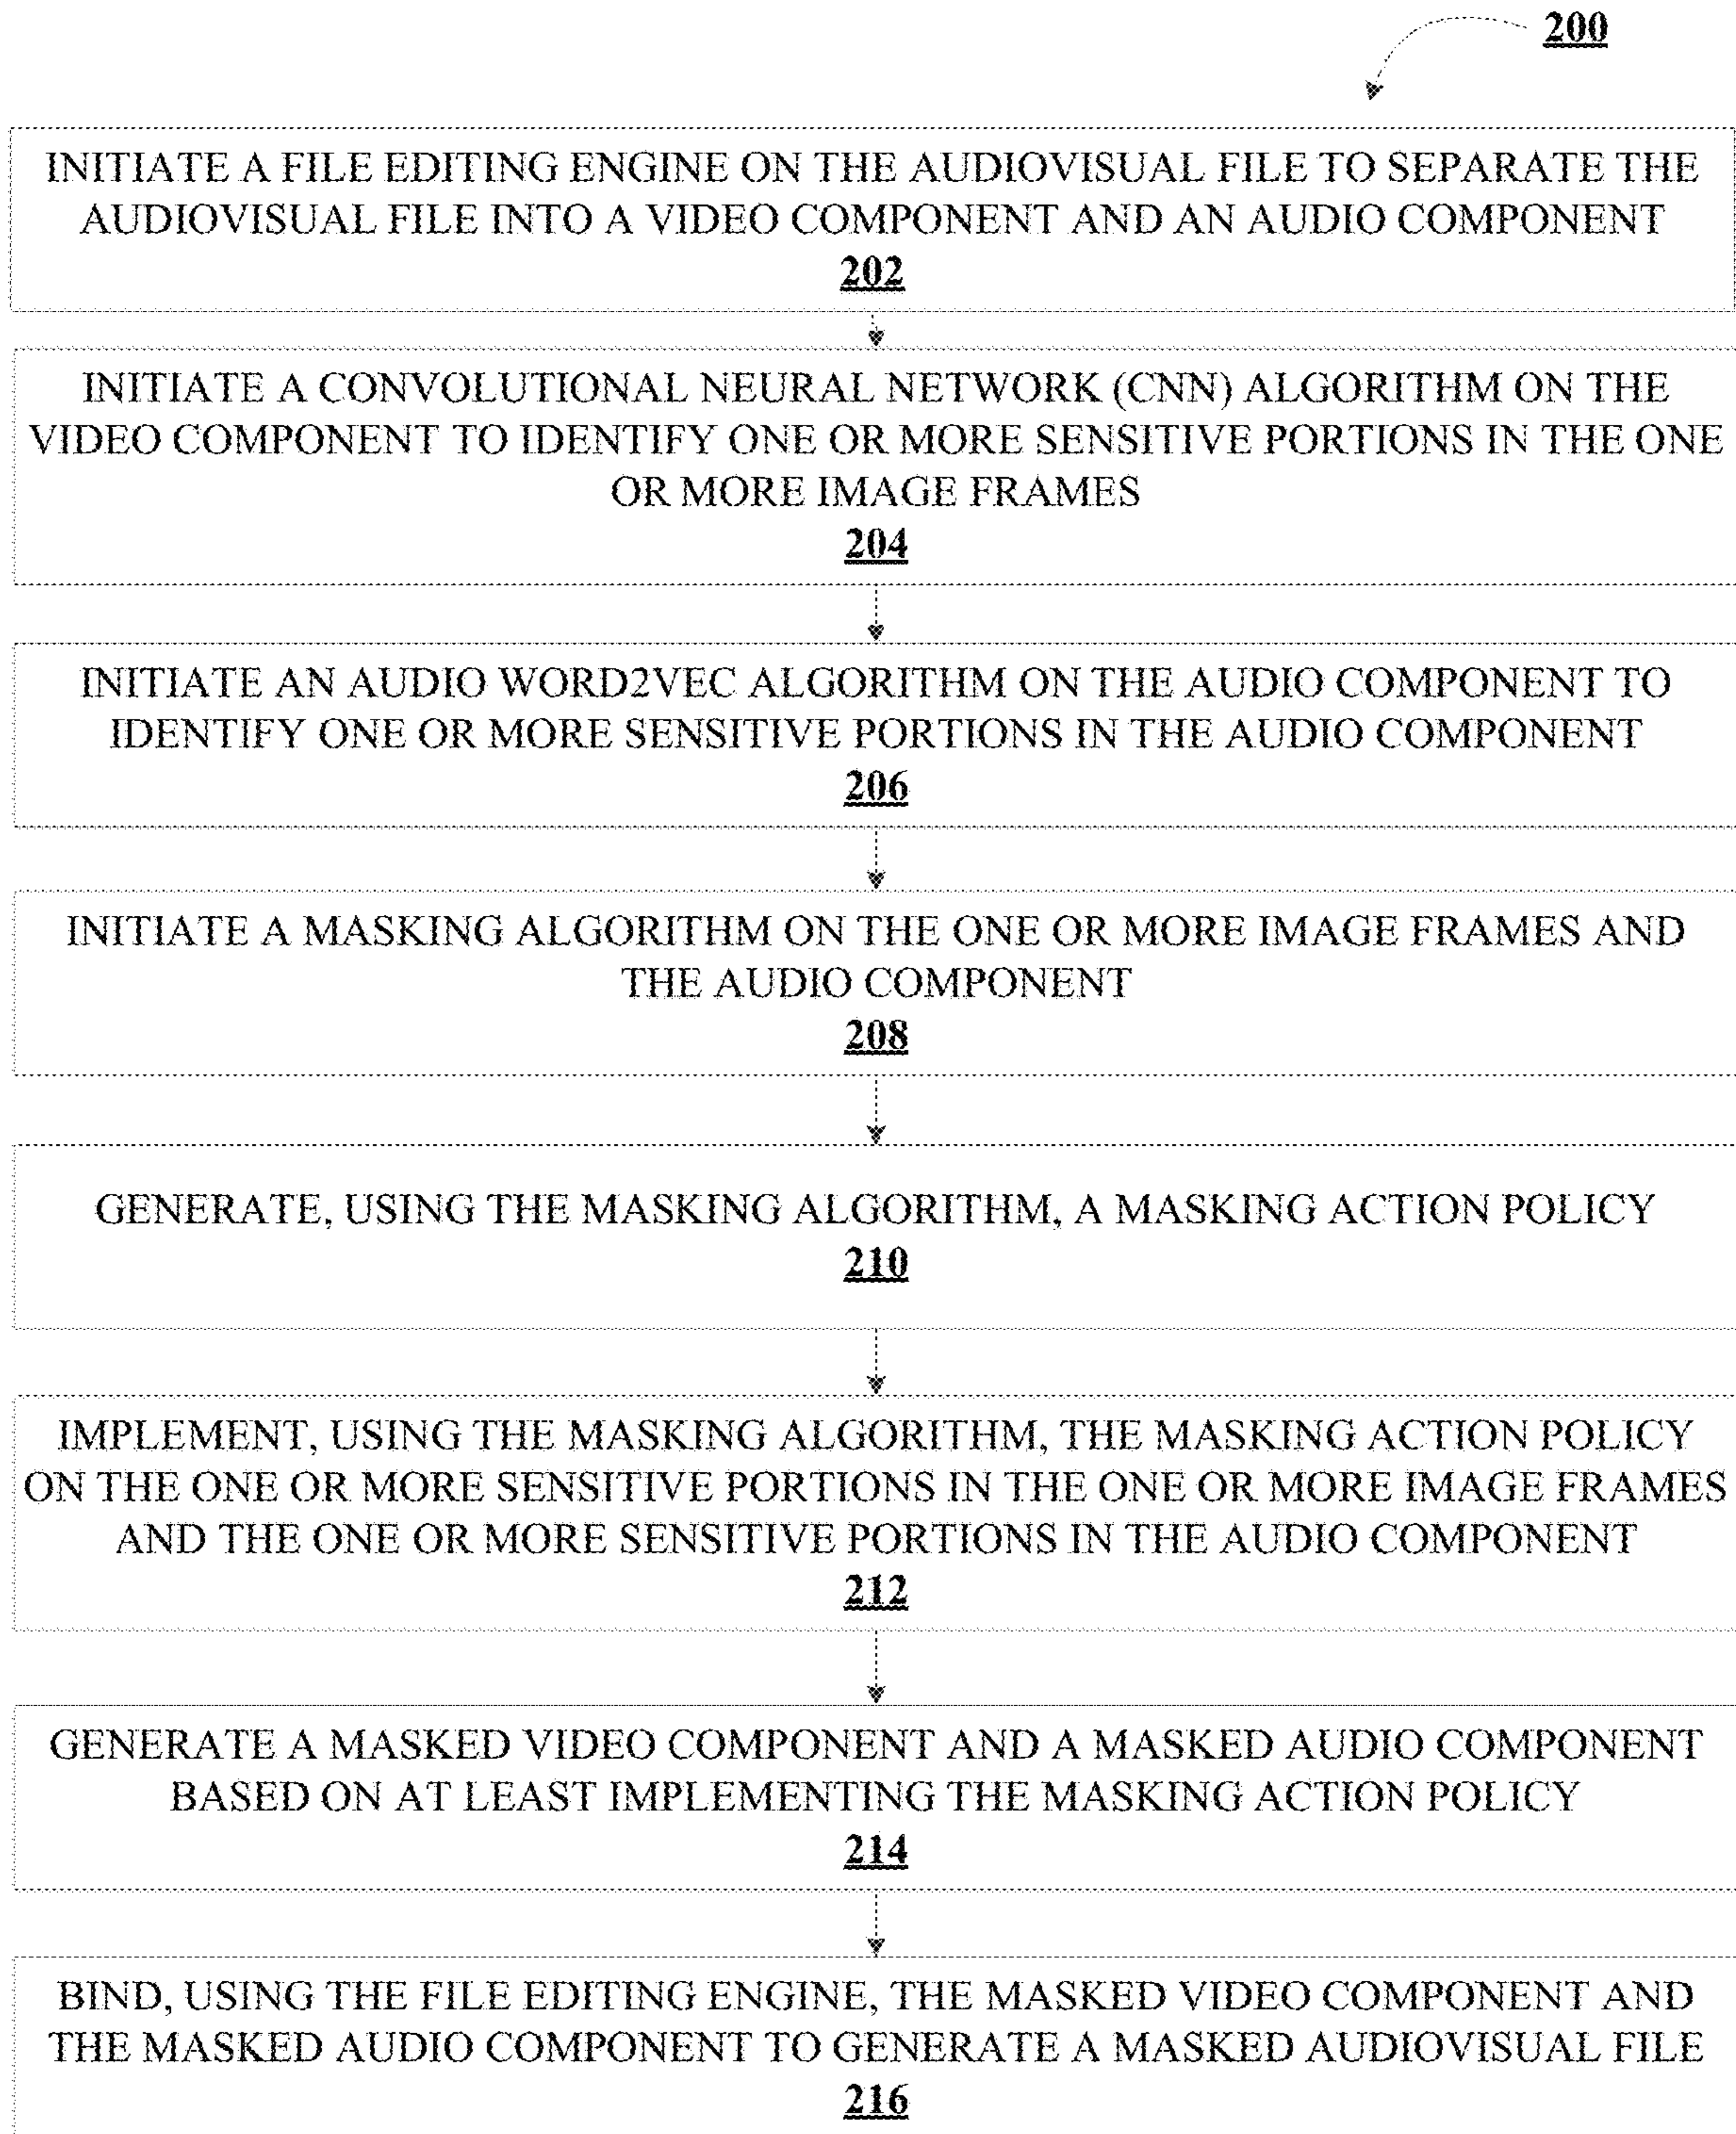 200
INITIATE A FILE EDITING ENGINE ON THE AUDIOVISUAL FILE TO SEPARATE THE
AUDIOVISUAL FILE INTO A VIDEO COMPONENT AND AN AUDIO COMPONENT
202
INITIATE A CONVOLUTIONAL NEURAL NETWORK (CNN) ALGORITHM ON THE
VIDEO COMPONENT TO IDENTIFY ONE OR MORE SENSITIVE PORTIONS IN THE ONE
OR MORE IMAGE FRAMES
204
INITIATE AN AUDIO WORD2VEC ALGORITHM ON THE AUDIO COMPONENT TO
IDENTIFY ONE OR MORE SENSITIVE PORTIONS IN THE AUDIO COMPONENT
206
INITIATE A MASKING ALGORITHM ON THE ONE OR MORE IMAGE FRAMES AND
THE AUDIO COMPONENT
208
GENERATE, USING THE MASKING ALGORITHM, A MASKING ACTION POLICY
210
IMPLEMENT, USING THE MASKING ALGORITHM, THE MASKING ACTION POLICY
ON THE ONE OR MORE SENSITIVE PORTIONS IN THE ONE OR MORE IMAGE FRAMES
AND THE ONE OR MORE SENSITIVE PORTIONS IN THE AUDIO COMPONENT
212
GENERATE A MASKED VIDEO COMPONENT AND A MASKED AUDIO COMPONENT
BASED ON AT LEAST IMPLEMENTING THE MASKING ACTION POLICY
214
BIND, USING THE FILE EDITING ENGINE, THE MASKED VIDEO COMPONENT AND
THE MASKED AUDIO COMPONENT TO GENERATE A MASKED AUDIOVISUAL FILE
216